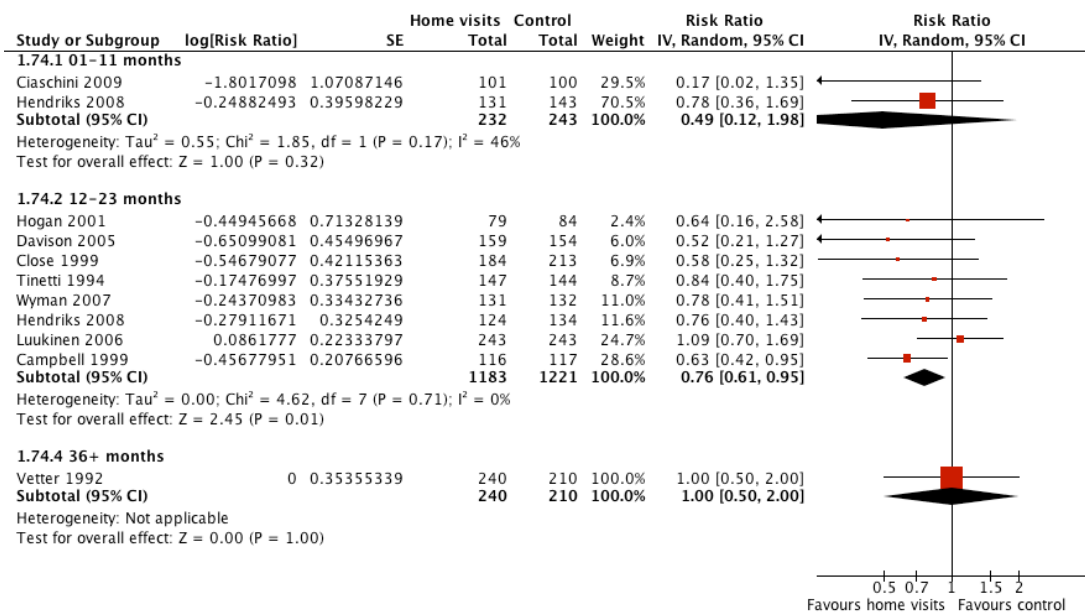 Home visits Control Risk Ratio Risk Ratio
Study or Subgroup log[Risk Ratio] SE Total Total Weight IV, Random, 95% CI IV, Random, 95% CI
1.74.1 01–11 months
Ciaschini 2009 −1.8017098 1.07087146 101 100 29.5% 0.17 [0.02, 1.35]
Hendriks 2008 −0.24882493 0.39598229 131 143 70.5% 0.78 [0.36, 1.69]
Subtotal (95% CI) 232 243 100.0% 0.49 [0.12, 1.98]
Heterogeneity: Tau² = 0.55; Chi² = 1.85, df = 1 (P = 0.17); I² = 46%
Test for overall effect: Z = 1.00 (P = 0.32)
1.74.2 12–23 months
Hogan 2001 −0.44945668 0.71328139 79 84 2.4% 0.64 [0.16, 2.58]
Davison 2005 −0.65099081 0.45496967 159 154 6.0% 0.52 [0.21, 1.27]
Close 1999 −0.54679077 0.42115363 184 213 6.9% 0.58 [0.25, 1.32]
Tinetti 1994 −0.17476997 0.37551929 147 144 8.7% 0.84 [0.40, 1.75]
Wyman 2007 −0.24370983 0.33432736 131 132 11.0% 0.78 [0.41, 1.51]
Hendriks 2008 −0.27911671 0.3254249 124 134 11.6% 0.76 [0.40, 1.43]
Luukinen 2006 0.0861777 0.22333797 243 243 24.7% 1.09 [0.70, 1.69]
Campbell 1999 −0.45677951 0.20766596 116 117 28.6% 0.63 [0.42, 0.95]
Subtotal (95% CI) 1183 1221 100.0% 0.76 [0.61, 0.95]
Heterogeneity: Tau² = 0.00; Chi² = 4.62, df = 7 (P = 0.71); I² = 0%
Test for overall effect: Z = 2.45 (P = 0.01)
1.74.4 36+ months
Vetter 1992 0 0.35355339 240 210 100.0% 1.00 [0.50, 2.00]
Subtotal (95% CI) 240 210 100.0% 1.00 [0.50, 2.00]
Heterogeneity: Not applicable
Test for overall effect: Z = 0.00 (P = 1.00)
0.5 0.7 1 1.5 2
Favours home visits Favours control